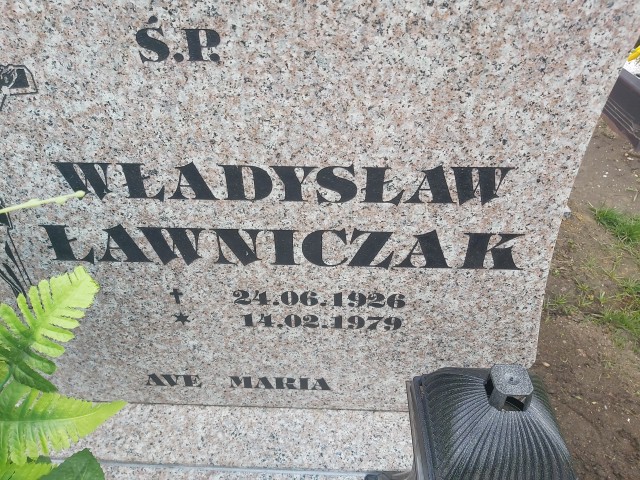 Ś.P.
WŁADYSŁAW
ŁAWNICZAK
† 24.06.1926
* 14.02.1979
AVE MARIA